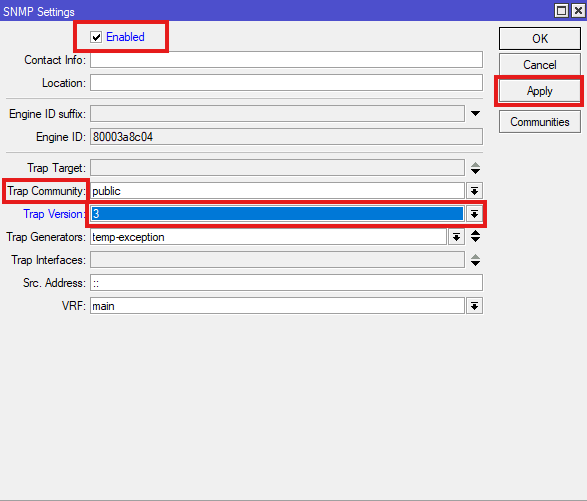 SNMP Settings
Enabled
OK
Contact Info:
Cancel
Location:
Apply
Engine ID suffix:
Communities
Engine ID: 80003a8c04
Trap Target:
Trap Community: public
Trap Version: 3
Trap Generators: temp-exception
Trap Interfaces:
Src. Address: ::
VRF: main